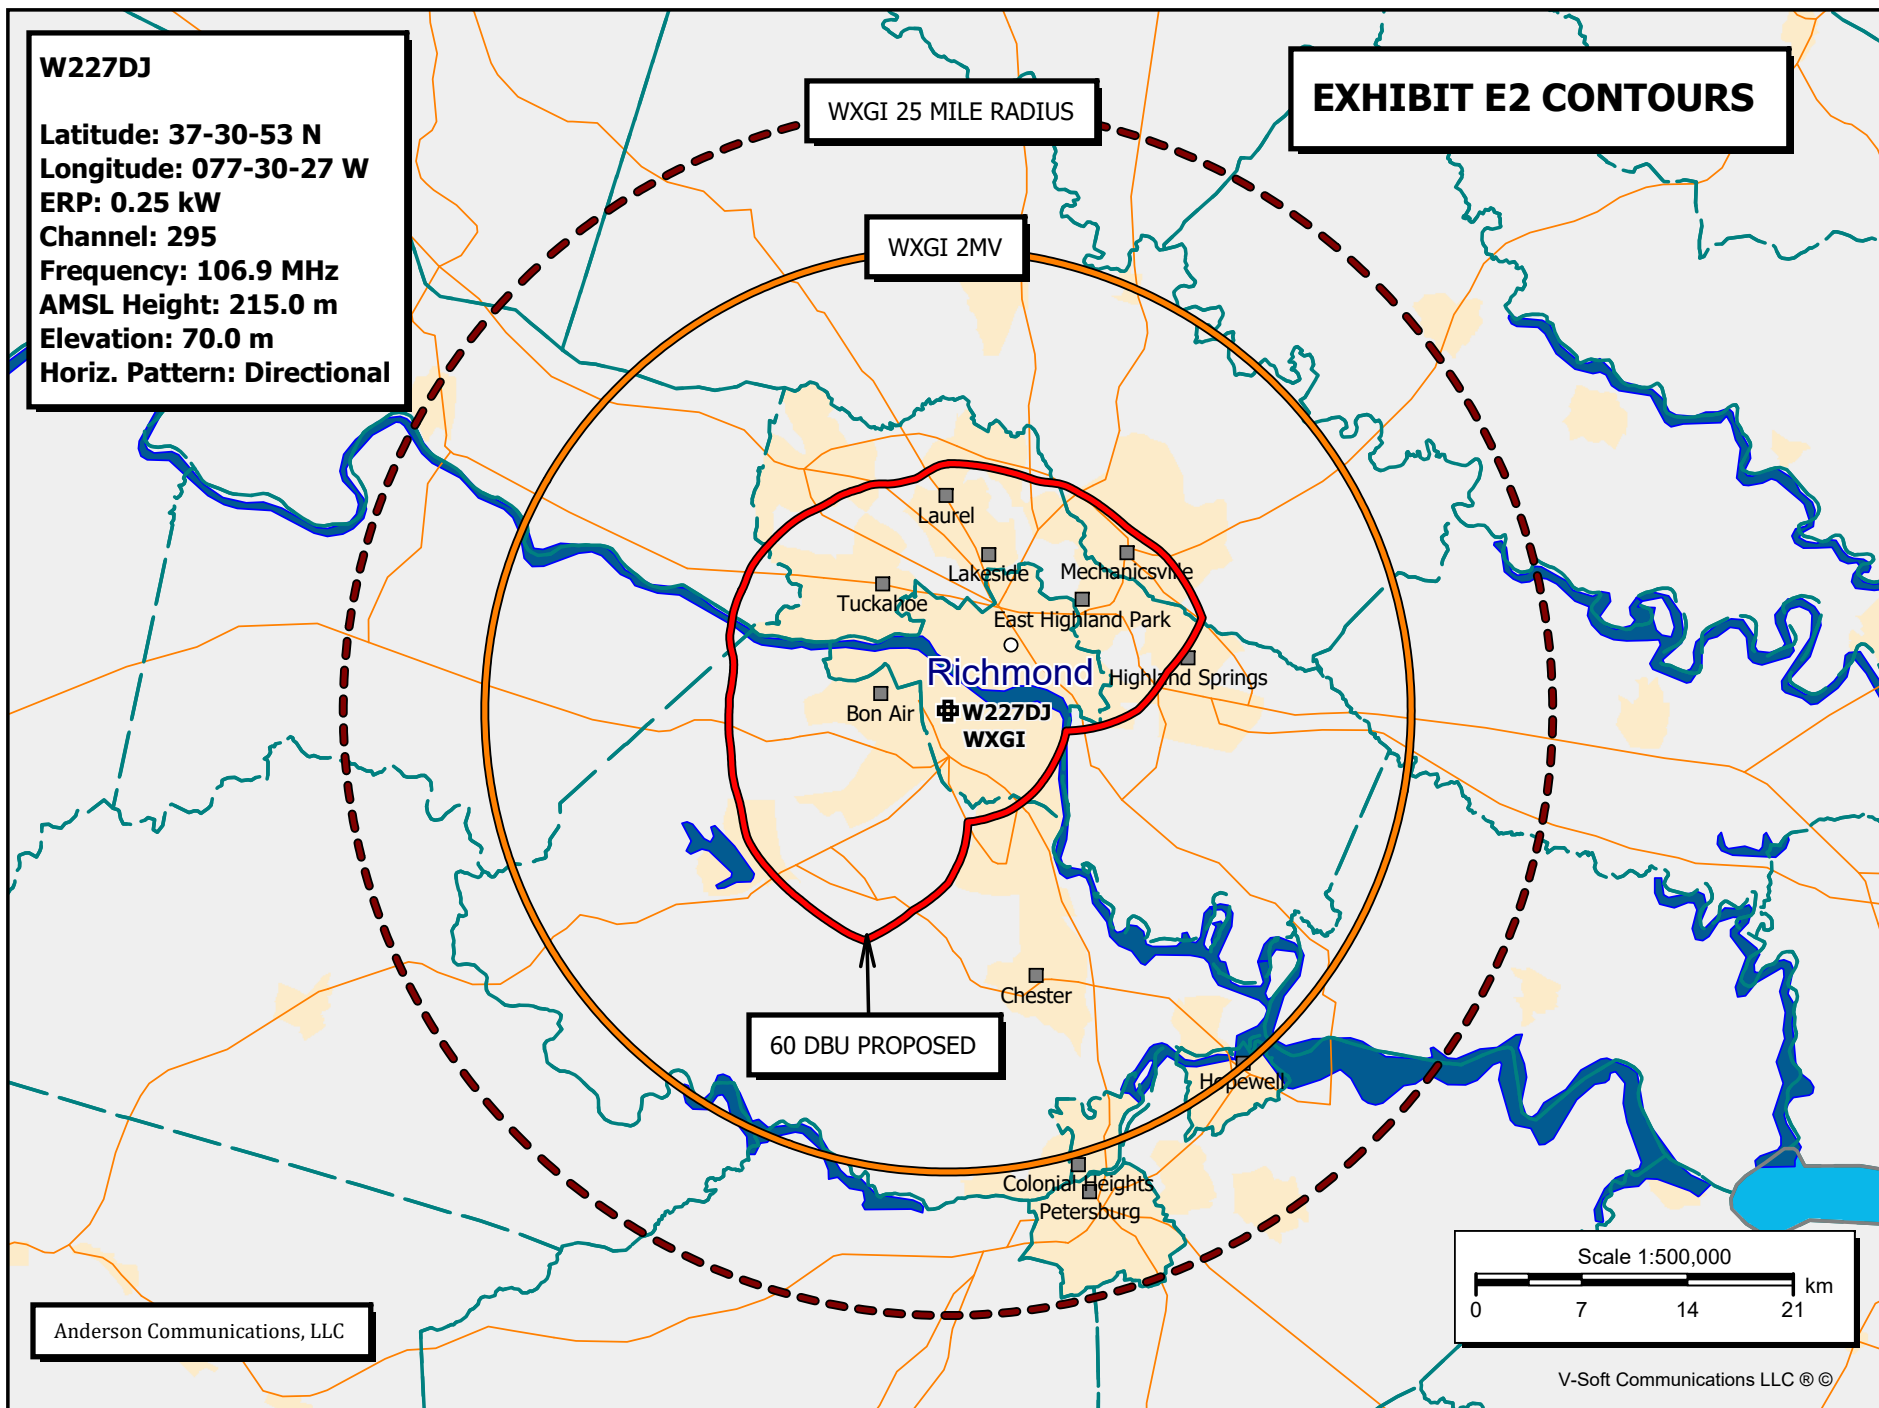 W227DJ
Latitude: 37-30-53 N
Longitude: 077-30-27 W
ERP: 0.25 kW
Channel: 295
Frequency: 106.9 MHz
AMSL Height: 215.0 m
Elevation: 70.0 m
Horiz. Pattern: Directional
WXGI 25 MILE RADIUS
EXHIBIT E2 CONTOURS
WXGI 2MV
Laurel
Lakeside
Mechanicsville
Tuckahoe
East Highland Park
Richmond
Highland Springs
Bon Air
W227DJ
WXGI
Chester
60 DBU PROPOSED
Hopewell
Colonial Heights
Petersburg
Scale 1:500,000
km
0 7 14 21
Anderson Communications, LLC
V-Soft Communications LLC ® ©